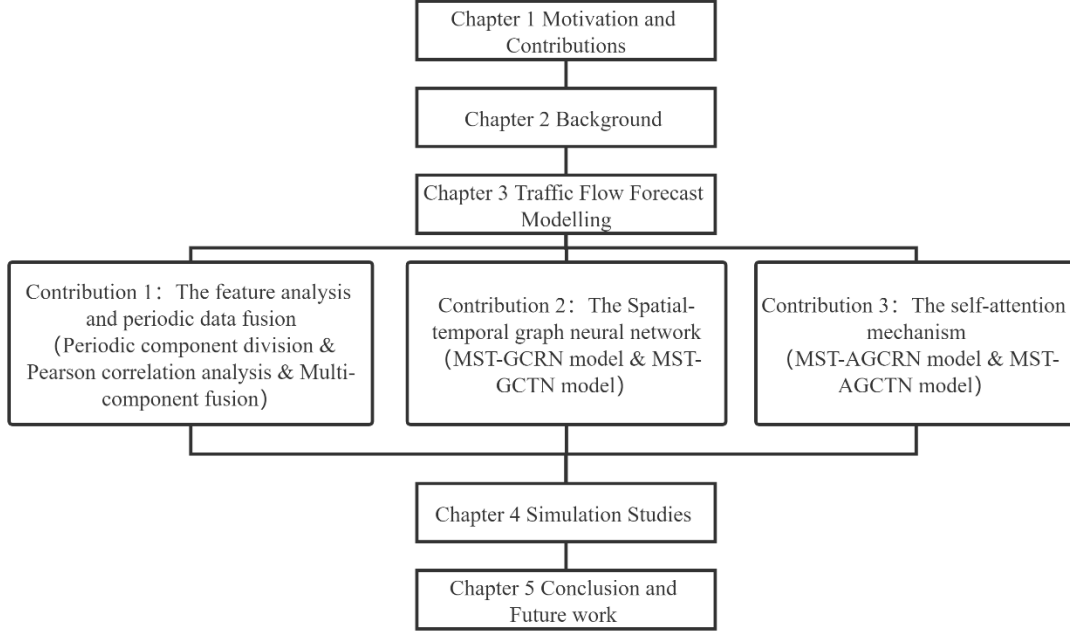 Chapter 1 Motivation and
Contributions
Chapter 2 Background
Chapter 3 Traffic Flow Forecast
Modelling
Contribution 1：The feature analysis
and periodic data fusion
（Periodic component division &
Pearson correlation analysis & Multi-
component fusion）
Contribution 2：The Spatial-
temporal graph neural network
（MST-GCRN model & MST-
GCTN model）
Contribution 3：The self-attention
mechanism
（MST-AGCRN model & MST-
AGCTN model）
Chapter 4 Simulation Studies
Chapter 5 Conclusion and
Future work